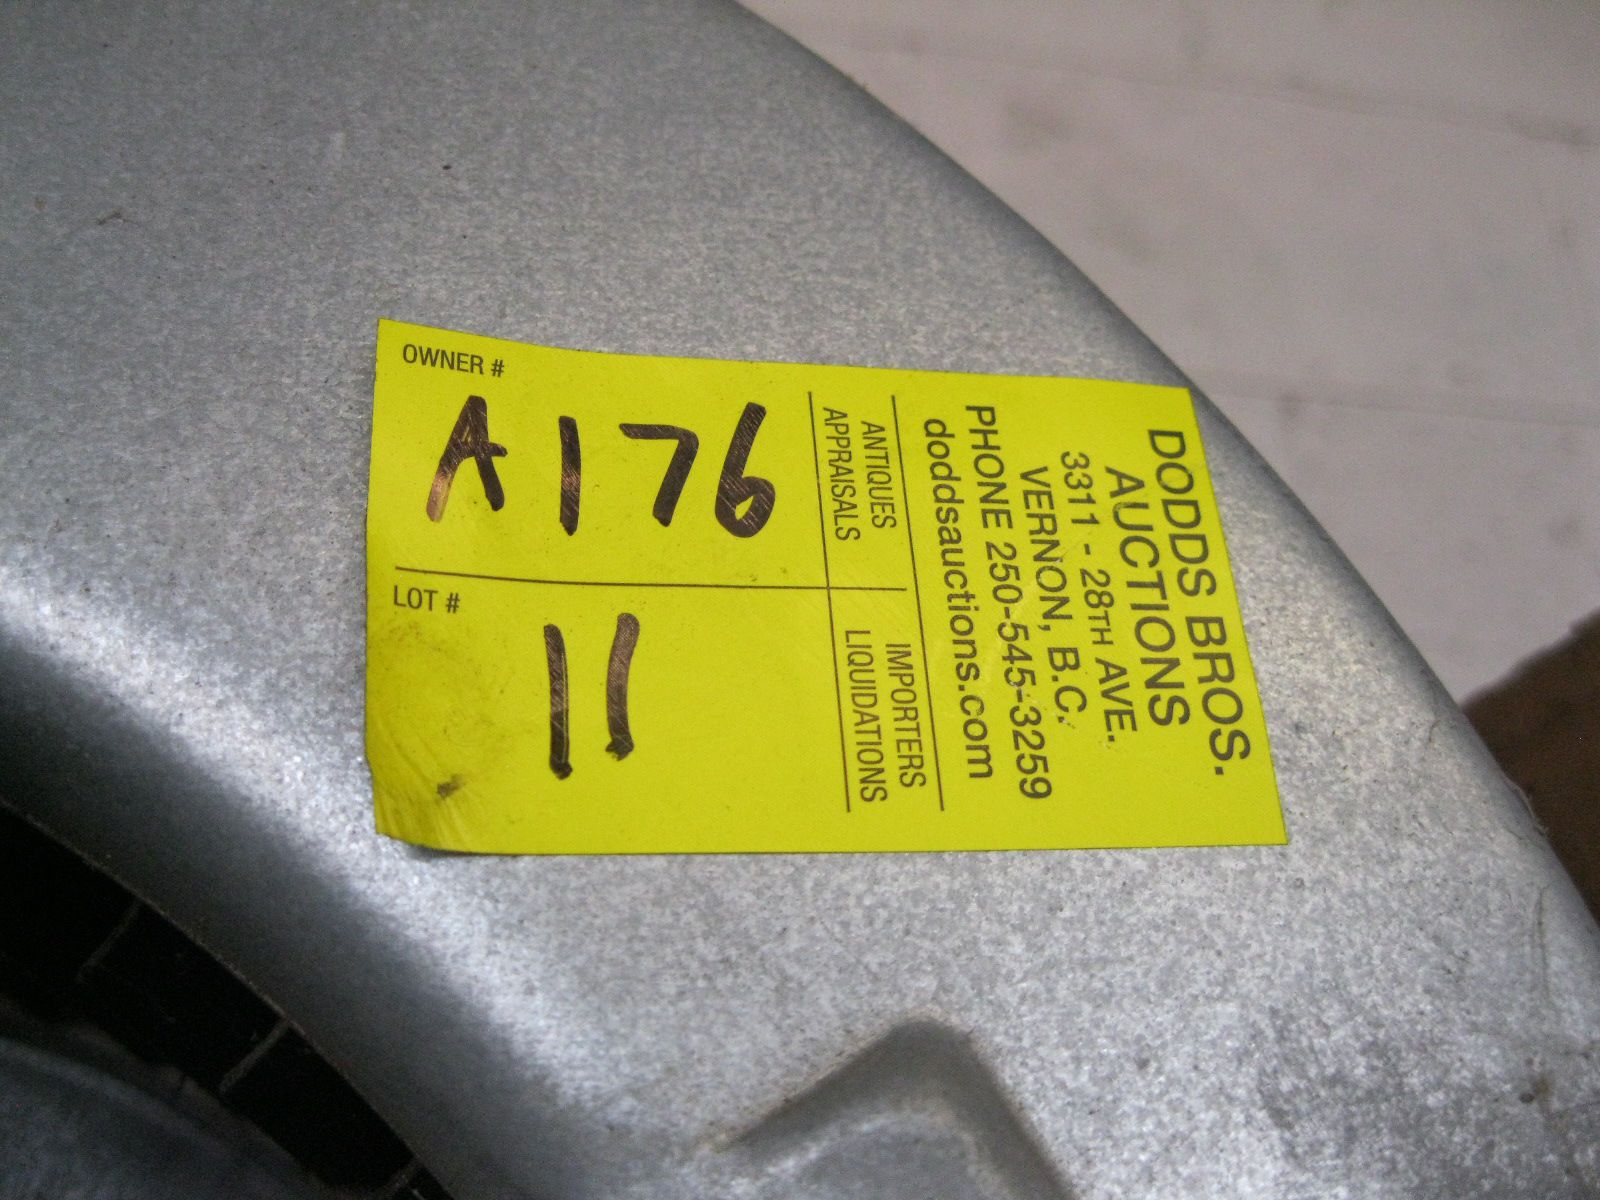 DODDS BROS.
AUCTIONS
3311 - 28TH AVE.
VERNON, B.C.
PHONE 250-545-3259
doddsauctions.com
ANTIQUES IMPORTERS
APPRAISALS LIQUIDATIONS
OWNER #
A176
LOT #
11